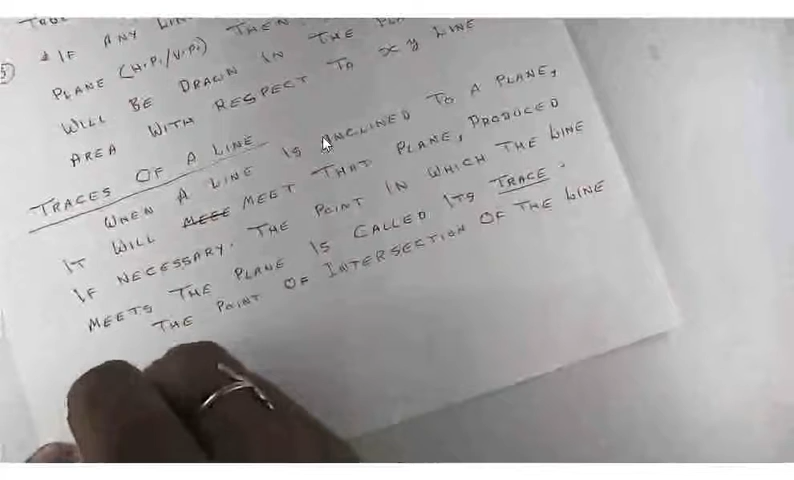 * IF ANY LINE
5
PLANE (H.P./V.P.) THEN
WILL BE DRAWN IN THE
AREA WITH RESPECT TO XY LINE
TRACES OF A LINE
WHEN A LINE IS INCLINED TO A PLANE,
IT WILL MEET THAT PLANE, PRODUCED
IF NECESSARY. THE POINT IN WHICH THE LINE
MEETS THE PLANE IS CALLED ITS TRACE.
THE POINT OF INTERSECTION OF THE LINE